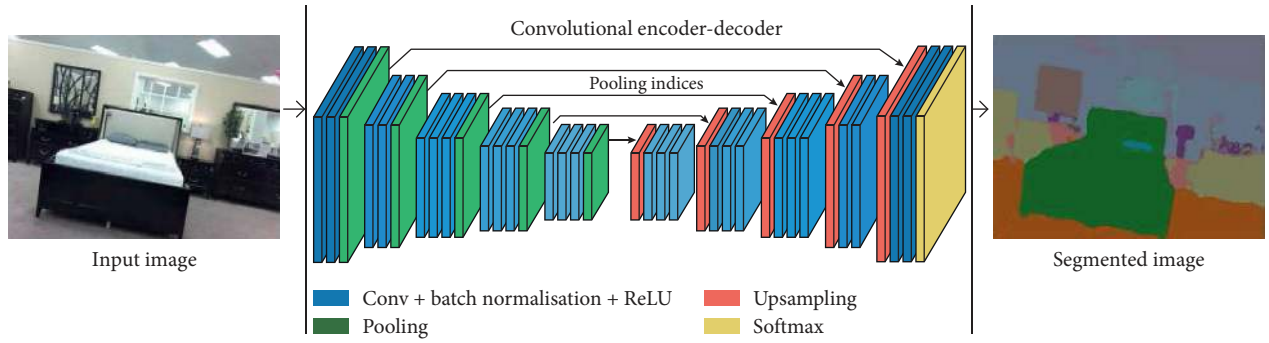 Convolutional encoder-decoder
Pooling indices
Input image
Segmented image
Conv + batch normalisation + ReLU
Pooling
Upsampling
Softmax